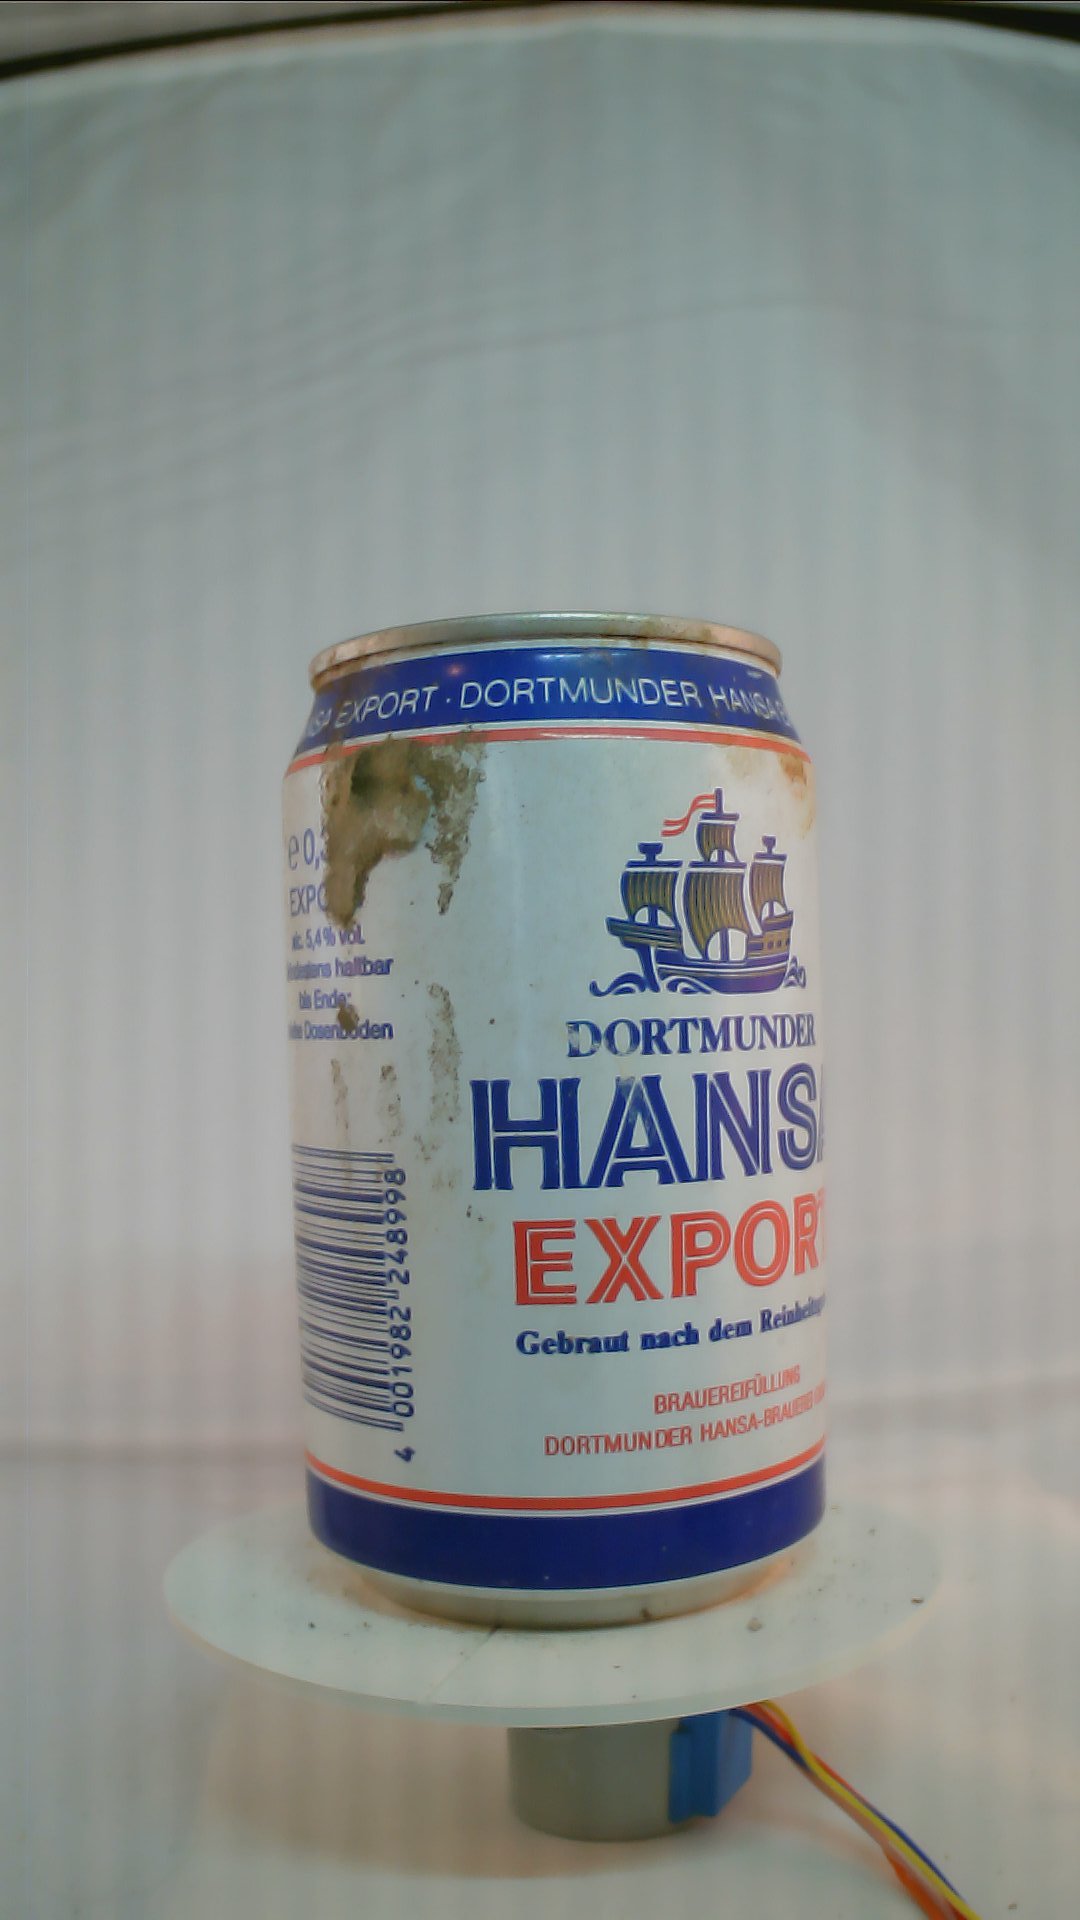 EXPORT · DORTMUNDER HANSA
e 0,
5,4% vol.
haltbar
bis Ende:
Dosenboden
4 001982 248998
DORTMUNDER
HANSA
EXPORT
Gebraut nach dem
BRAUEREIFÜLLUNG
DORTMUNDER HANSA-BRAUEREI